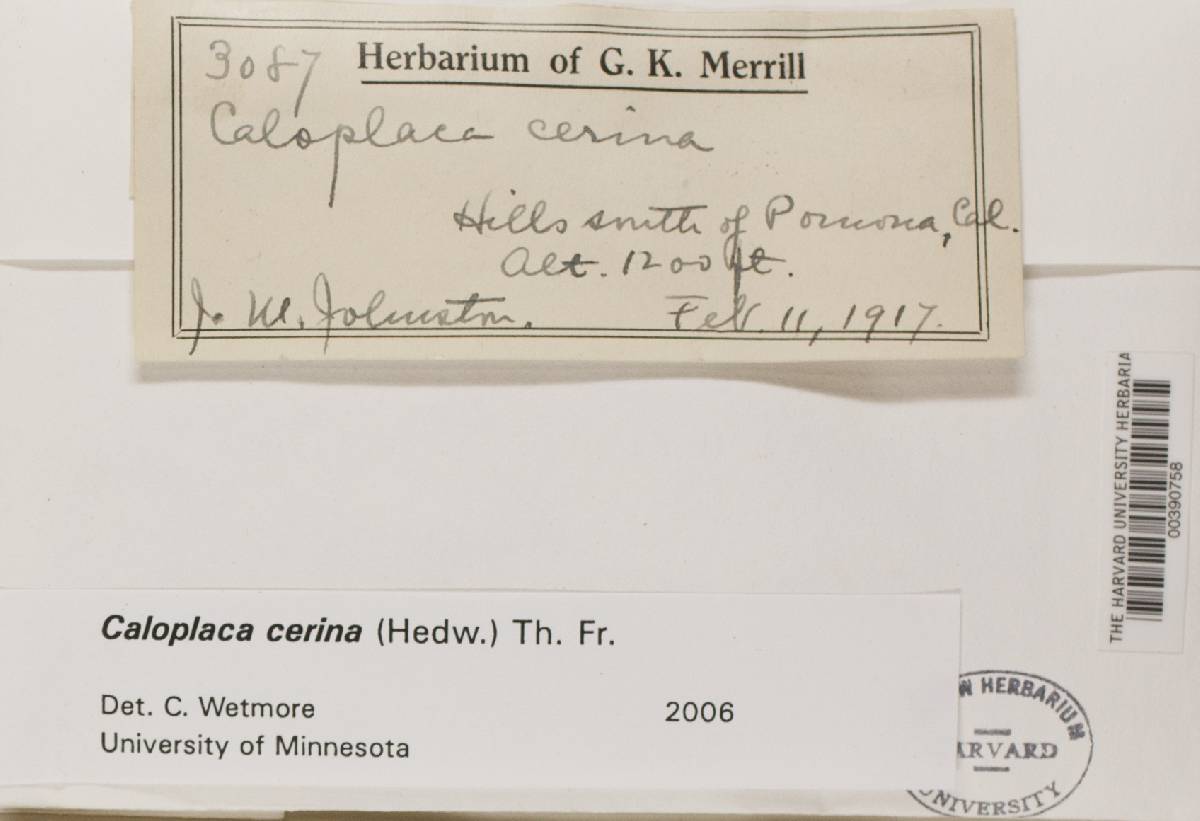 3087 Herbarium of G. K. Merrill
Caloplaca cerina
Hills south of Pomona, Cal.
Alt. 1200 ft.
J. M. Johnston. Feb. 11, 1917.
THE HARVARD UNIVERSITY HERBARIA
00390758
Caloplaca cerina (Hedw.) Th. Fr.
Det. C. Wetmore 2006
University of Minnesota
HERBARIUM
ARVARD
UNIVERSITY